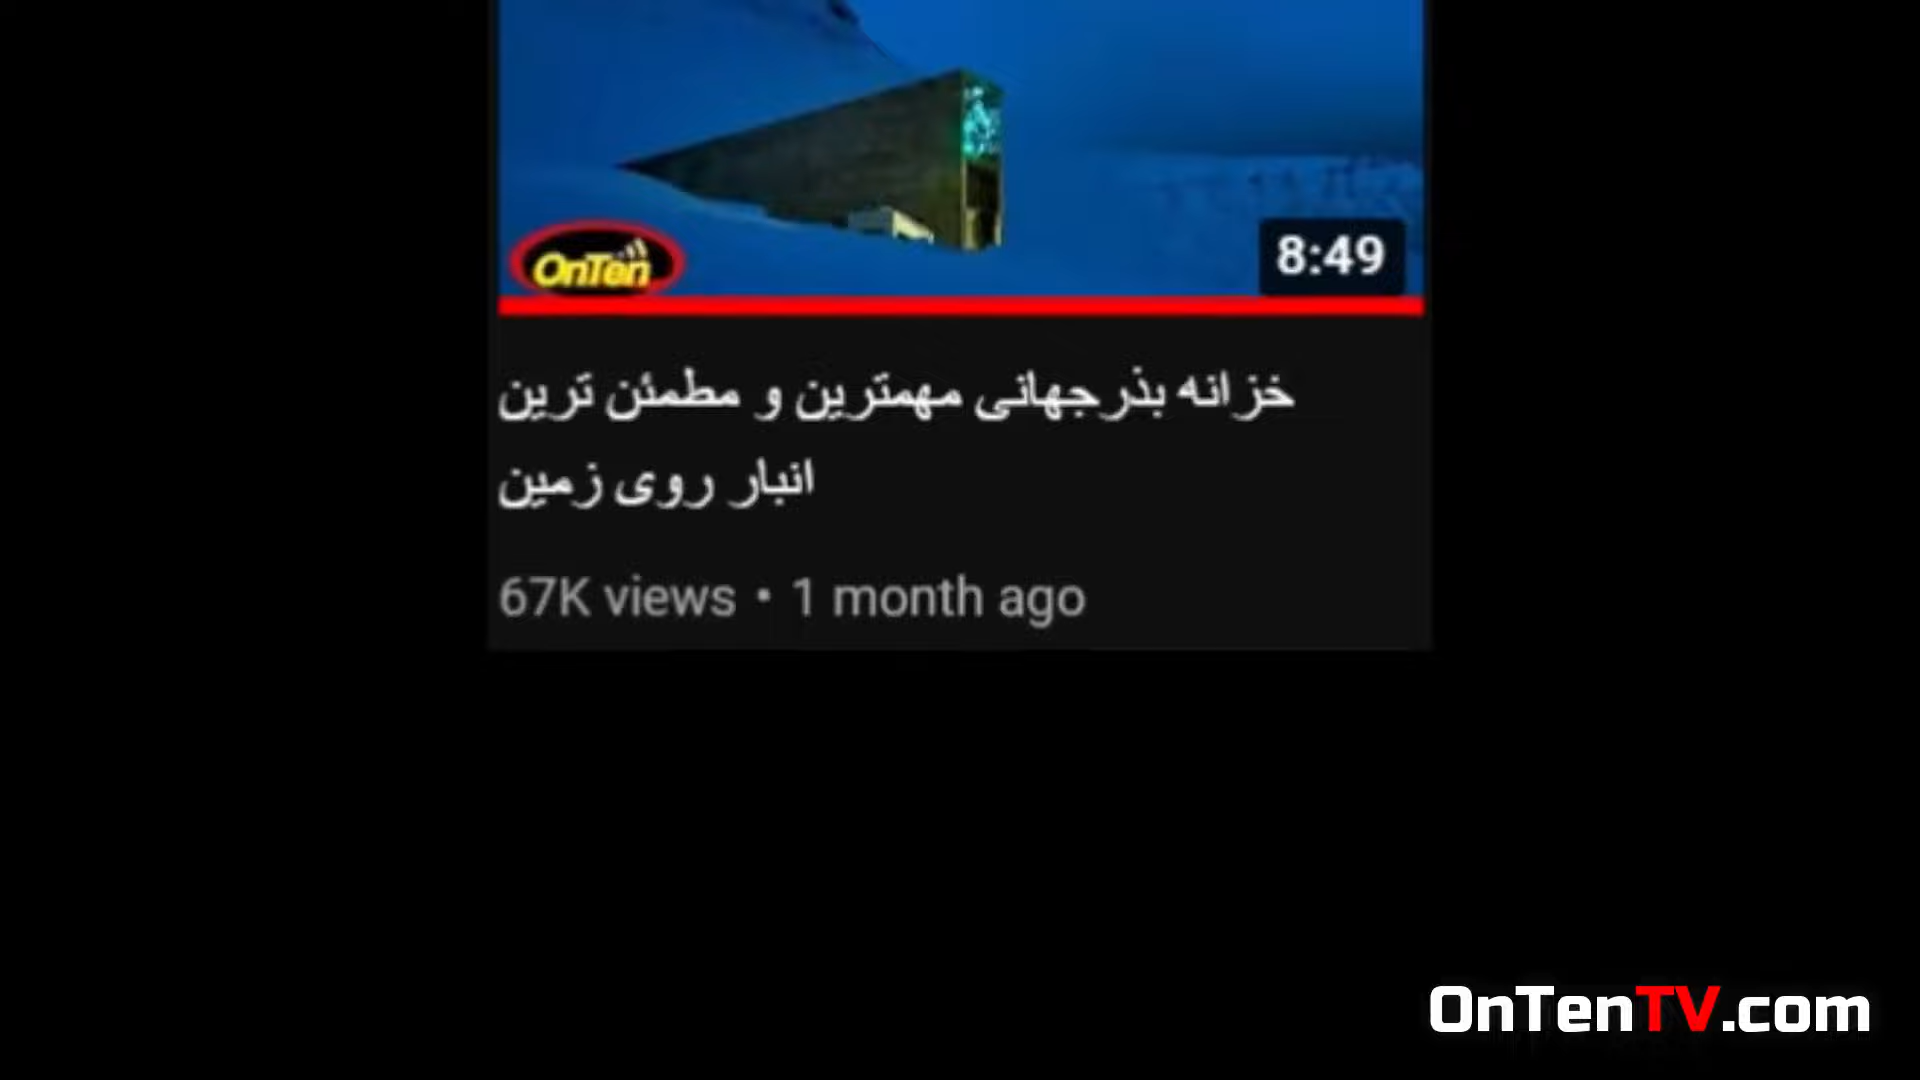 OnTen
8:49
خزانه بذرجهانی مهمترین و مطمئن ترین
انبار روی زمین
67K views • 1 month ago
OnTenTV.com